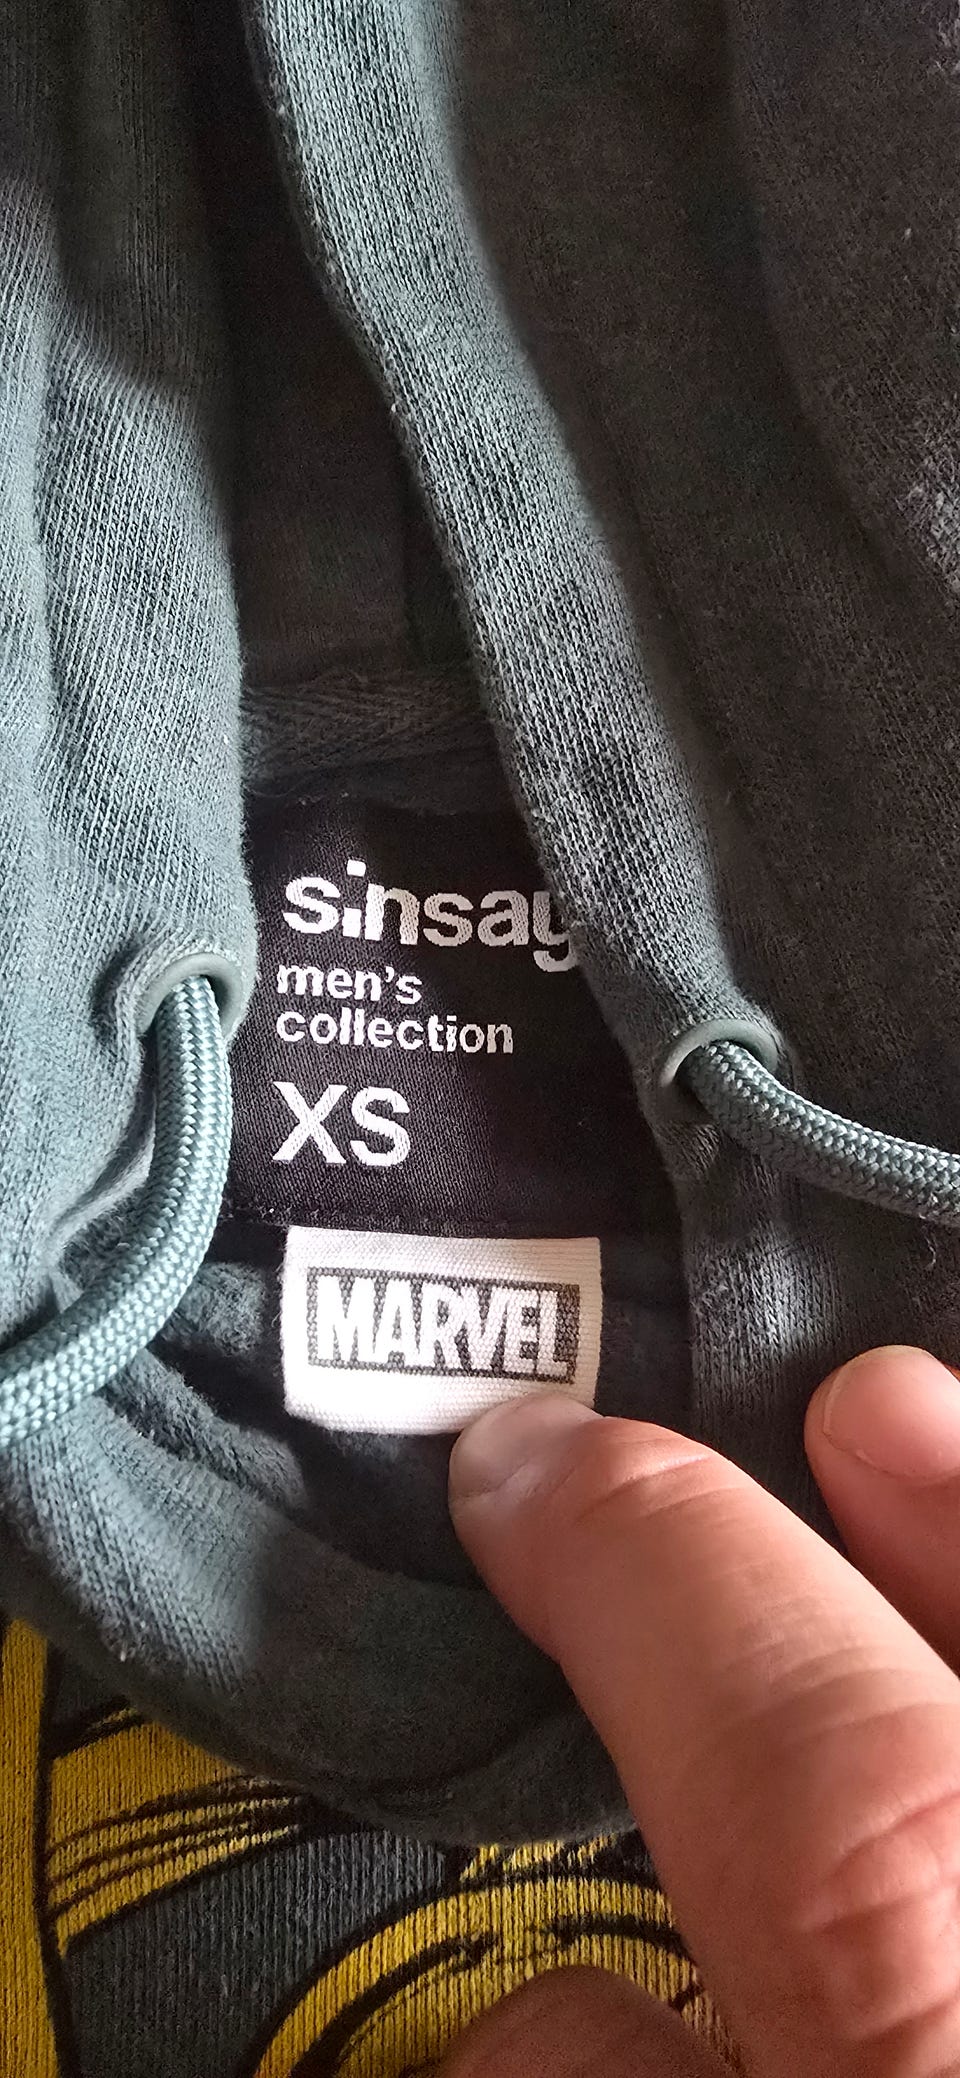 sinsay
men's
collection
XS
MARVEL